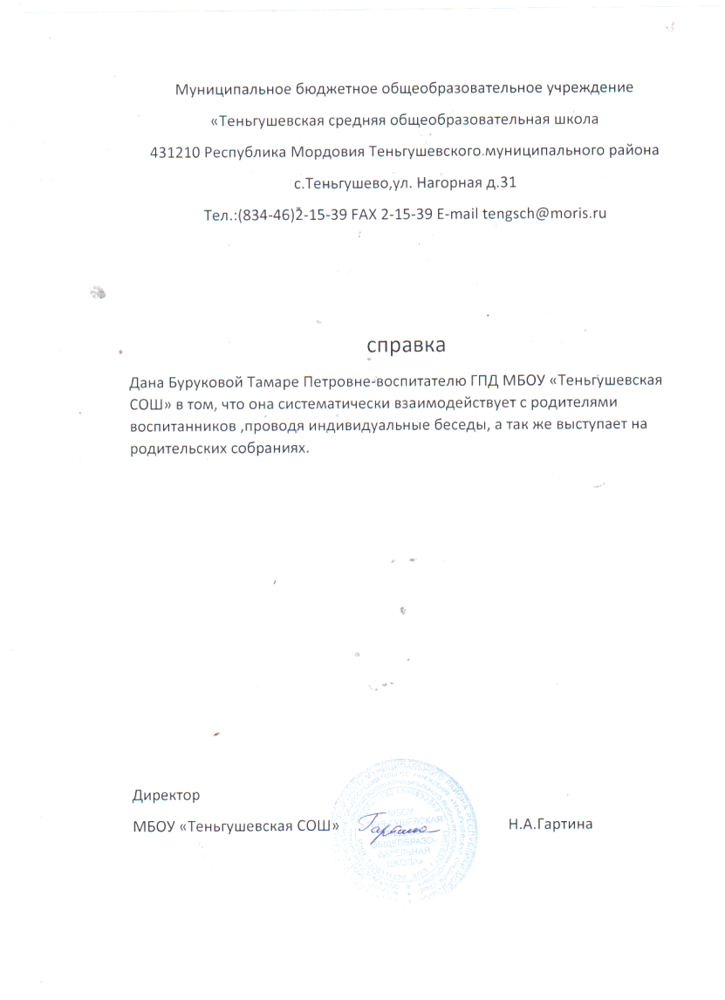 Муниципальное бюджетное общеобразовательное учреждение
«Теньгушевская средняя общеобразовательная школа
431210 Республика Мордовия Теньгушевского.муниципального района
с.Теньгушево,ул. Нагорная д.31
Тел.:(834-46)2-15-39 FAX 2-15-39 E-mail tengsch@moris.ru
справка
Дана Буруковой Тамаре Петровне-воспитателю ГПД МБОУ «Теньгушевская
СОШ» в том, что она систематически взаимодействует с родителями
воспитанников ,проводя индивидуальные беседы, а так же выступает на
родительских собраниях.
Директор
МБОУ «Теньгушевская СОШ»
Гартина
Н.А.Гартина
МБОУ
ОБЩЕОБРАЗО-
ВАТЕЛЬНАЯ
ШКОЛА»